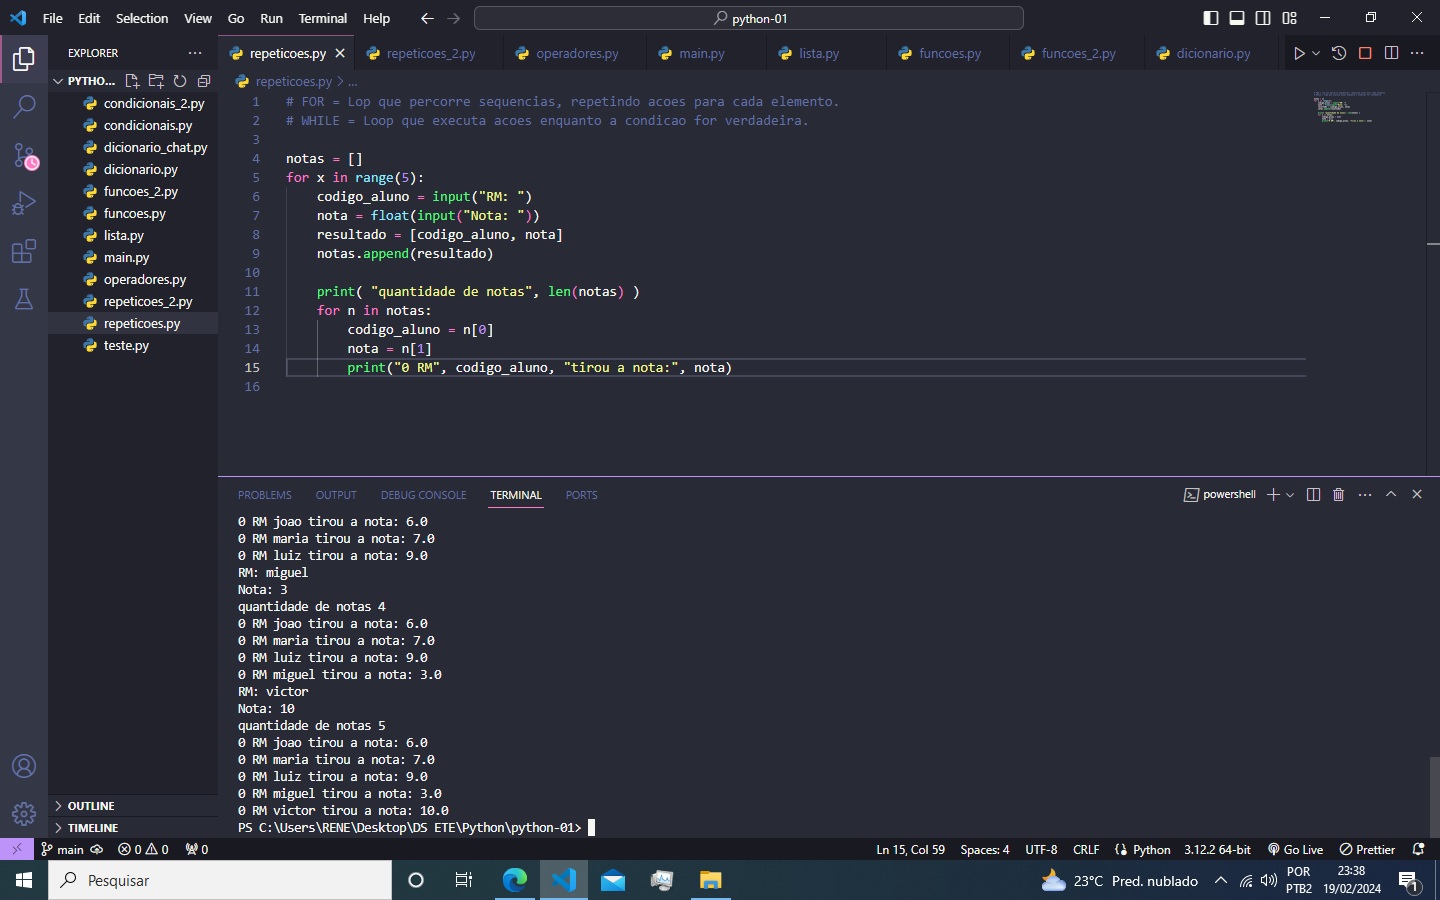 File Edit Selection View Go Run Terminal Help
python-01
EXPLORER
PYTHO...
condicionais_2.py
condicionais.py
dicionario_chat.py
dicionario.py
funcoes_2.py
funcoes.py
lista.py
main.py
operadores.py
repeticoes_2.py
repeticoes.py
teste.py
OUTLINE
TIMELINE
repeticoes.py repeticoes_2.py operadores.py main.py lista.py funcoes.py funcoes_2.py dicionario.py
repeticoes.py > ...
1 # FOR = Lop que percorre sequencias, repetindo acoes para cada elemento.
2 # WHILE = Loop que executa acoes enquanto a condicao for verdadeira.
3
4 notas = []
5 for x in range(5):
6 codigo_aluno = input("RM: ")
7 nota = float(input("Nota: "))
8 resultado = [codigo_aluno, nota]
9 notas.append(resultado)
10
11 print( "quantidade de notas", len(notas) )
12 for n in notas:
13 codigo_aluno = n[0]
14 nota = n[1]
15 print("0 RM", codigo_aluno, "tirou a nota:", nota)
16
PROBLEMS OUTPUT DEBUG CONSOLE TERMINAL PORTS
powershell
0 RM joao tirou a nota: 6.0
0 RM maria tirou a nota: 7.0
0 RM luiz tirou a nota: 9.0
RM: miguel
Nota: 3
quantidade de notas 4
0 RM joao tirou a nota: 6.0
0 RM maria tirou a nota: 7.0
0 RM luiz tirou a nota: 9.0
0 RM miguel tirou a nota: 3.0
RM: victor
Nota: 10
quantidade de notas 5
0 RM joao tirou a nota: 6.0
0 RM maria tirou a nota: 7.0
0 RM luiz tirou a nota: 9.0
0 RM miguel tirou a nota: 3.0
0 RM victor tirou a nota: 10.0
PS C:\Users\RENE\Desktop\DS ETE\Python\python-01>
main 0 0 0 Ln 15, Col 59 Spaces: 4 UTF-8 CRLF Python 3.12.2 64-bit Go Live Prettier
Pesquisar
23°C Pred. nublado
POR
PTB2
23:38
19/02/2024
1